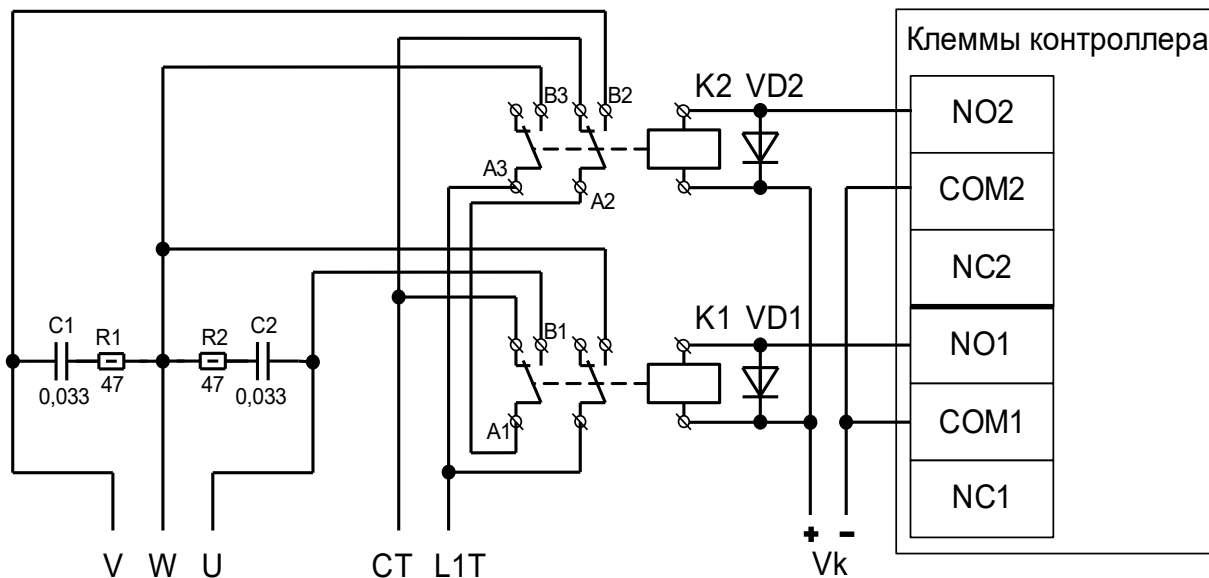 Клеммы контроллера
B3
B2
K2 VD2
NO2
A3
A2
COM2
NC2
K1 VD1
B1
NO1
C1
R1
R2
C2
0,033
47
47
0,033
A1
COM1
NC1
V W U
CT L1T
+ -
Vk